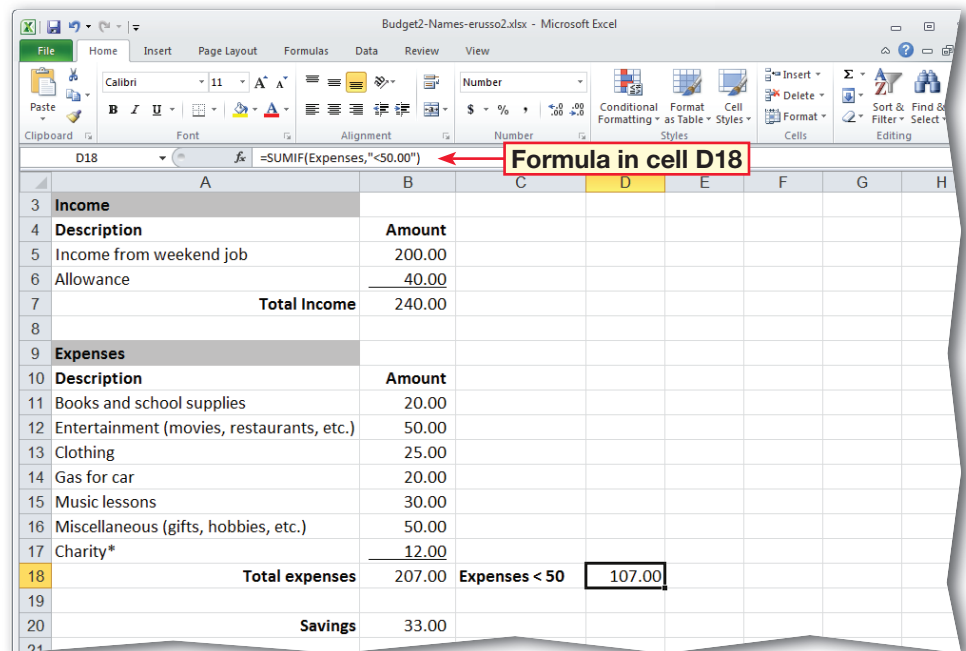 Budget2-Names-erusso2.xlsx - Microsoft Excel
File Home Insert Page Layout Formulas Data Review View
Calibri 11 A A Number Insert Σ
Paste B I U A $ % , .0 .00 .00 .0 Conditional Formatting Format as Table Cell Styles Delete Format Sort & Filter Find & Select
Clipboard Font Alignment Number Styles Cells Editing
D18 fx =SUMIF(Expenses,"<50.00") Formula in cell D18
A B C D E F G H
3 Income
4 Description Amount
5 Income from weekend job 200.00
6 Allowance 40.00
7 Total Income 240.00
8
9 Expenses
10 Description Amount
11 Books and school supplies 20.00
12 Entertainment (movies, restaurants, etc.) 50.00
13 Clothing 25.00
14 Gas for car 20.00
15 Music lessons 30.00
16 Miscellaneous (gifts, hobbies, etc.) 50.00
17 Charity* 12.00
18 Total expenses 207.00 Expenses < 50 107.00
19
20 Savings 33.00
21